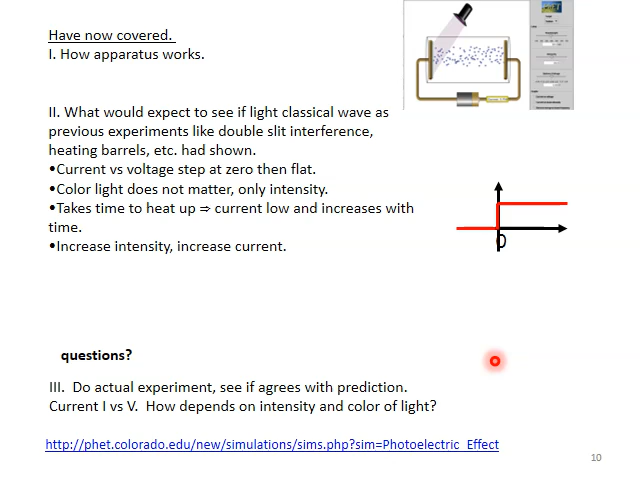 Have now covered.
I. How apparatus works.
II. What would expect to see if light classical wave as
previous experiments like double slit interference,
heating barrels, etc. had shown.
•Current vs voltage step at zero then flat.
•Color light does not matter, only intensity.
•Takes time to heat up ⇒ current low and increases with
time.
•Increase intensity, increase current.
0
questions?
III. Do actual experiment, see if agrees with prediction.
Current I vs V. How depends on intensity and color of light?
http://phet.colorado.edu/new/simulations/sims.php?sim=Photoelectric_Effect
10